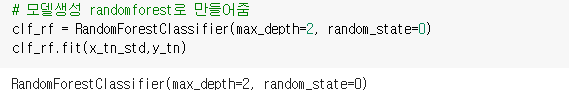 # 모델생성 randomforest로 만들어줌
clf_rf = RandomForestClassifier(max_depth=2, random_state=0)
clf_rf.fit(x_tn_std,y_tn)
RandomForestClassifier(max_depth=2, random_state=0)